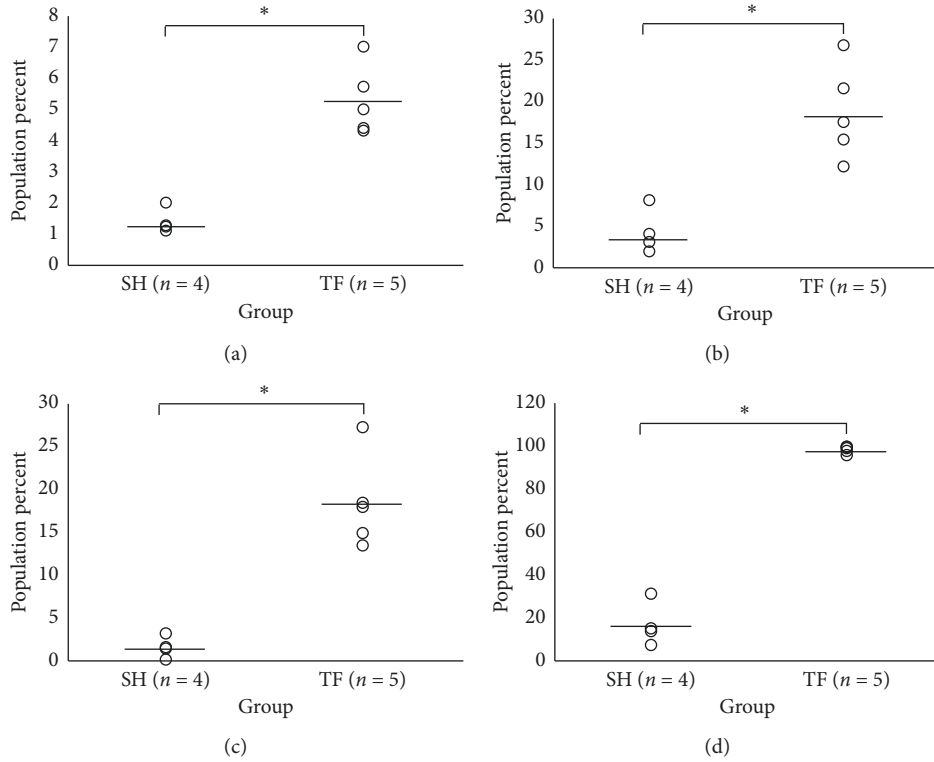 8
7
6
5
4
3
2
1
0
Population percent
*
SH (n = 4)
TF (n = 5)
Group
(a)
30
25
20
15
10
5
0
Population percent
*
SH (n = 4)
TF (n = 5)
Group
(b)
30
25
20
15
10
5
0
Population percent
*
SH (n = 4)
TF (n = 5)
Group
(c)
120
100
80
60
40
20
0
Population percent
*
SH (n = 4)
TF (n = 5)
Group
(d)